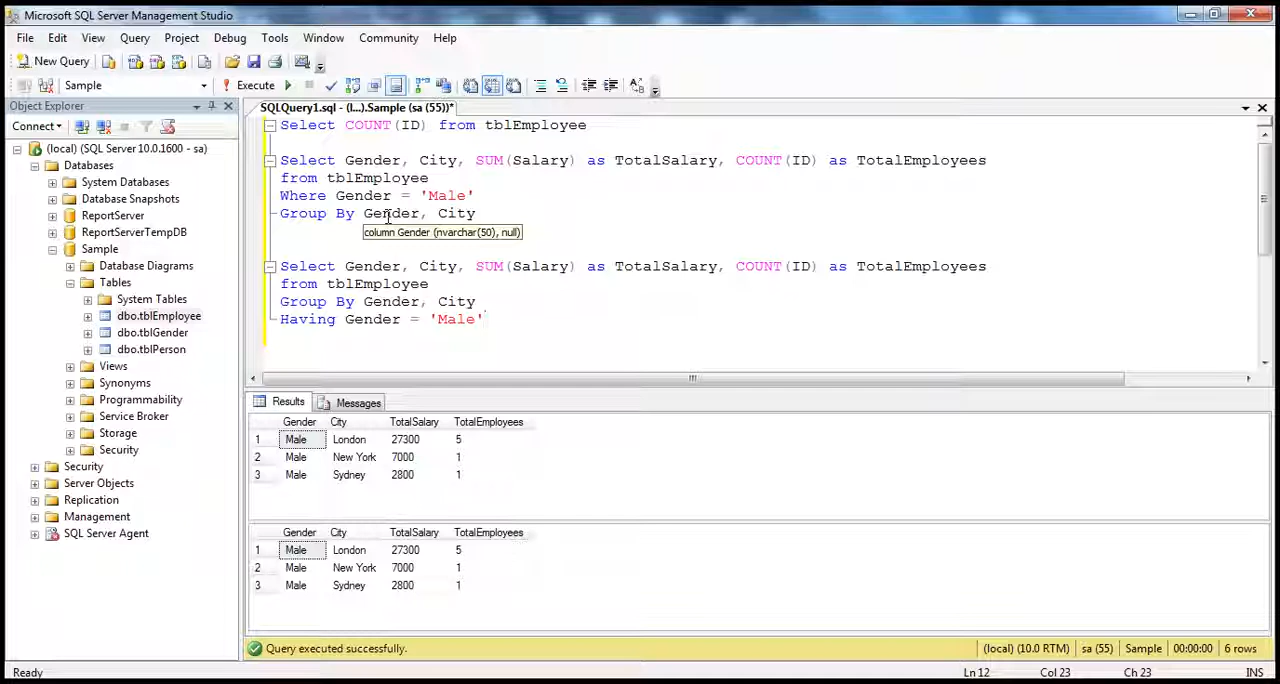 Microsoft SQL Server Management Studio
File Edit View Query Project Debug Tools Window Community Help
New Query
Sample Execute
Object Explorer
SQLQuery1.sql - (l...).Sample (sa (55))*
Connect
(local) (SQL Server 10.0.1600 - sa)
Databases
System Databases
Database Snapshots
ReportServer
ReportServerTempDB
Sample
Database Diagrams
Tables
System Tables
dbo.tblEmployee
dbo.tblGender
dbo.tblPerson
Views
Synonyms
Programmability
Service Broker
Storage
Security
Security
Server Objects
Replication
Management
SQL Server Agent
Select COUNT(ID) from tblEmployee
Select Gender, City, SUM(Salary) as TotalSalary, COUNT(ID) as TotalEmployees
from tblEmployee
Where Gender = 'Male'
Group By Gender, City
column Gender (nvarchar(50), null)
Select Gender, City, SUM(Salary) as TotalSalary, COUNT(ID) as TotalEmployees
from tblEmployee
Group By Gender, City
Having Gender = 'Male'
Results Messages
Gender City TotalSalary TotalEmployees
1 Male London 27300 5
2 Male New York 7000 1
3 Male Sydney 2800 1
Gender City TotalSalary TotalEmployees
1 Male London 27300 5
2 Male New York 7000 1
3 Male Sydney 2800 1
Query executed successfully. (local) (10.0 RTM) sa (55) Sample 00:00:00 6 rows
Ready Ln 12 Col 23 Ch 23 INS